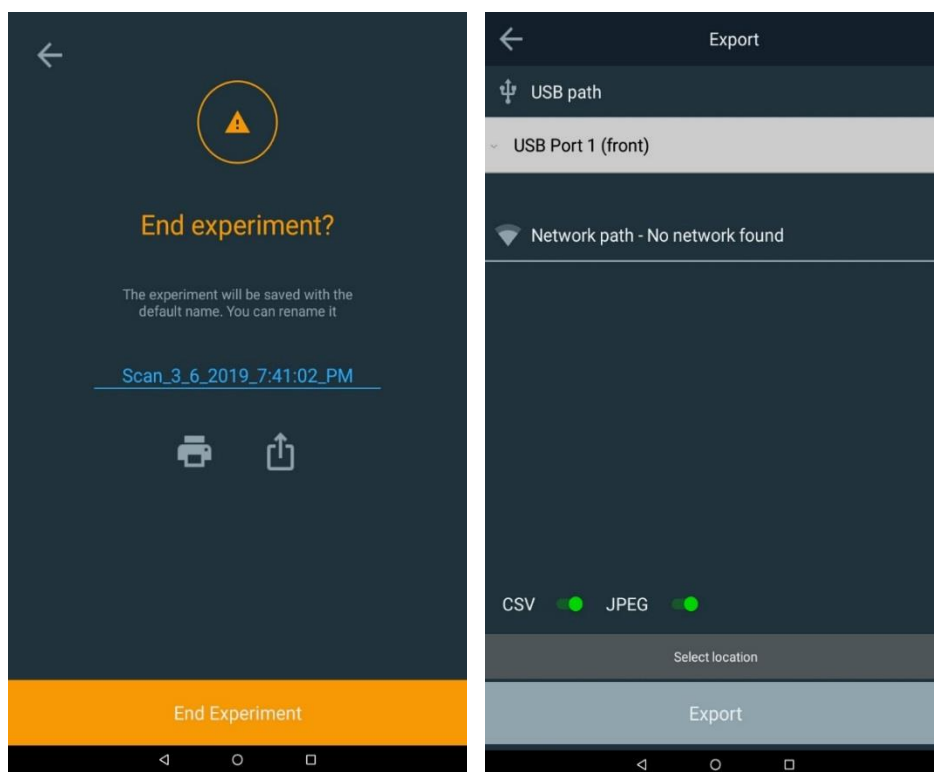 End experiment?
The experiment will be saved with the
default name. You can rename it
Scan_3_6_2019_7:41:02_PM
End Experiment
Export
USB path
USB Port 1 (front)
Network path - No network found
CSV JPEG
Select location
Export